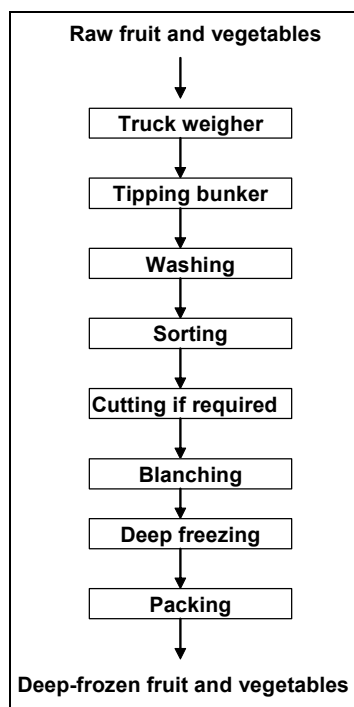 Raw fruit and vegetables
Truck weigher
Tipping bunker
Washing
Sorting
Cutting if required
Blanching
Deep freezing
Packing
Deep-frozen fruit and vegetables